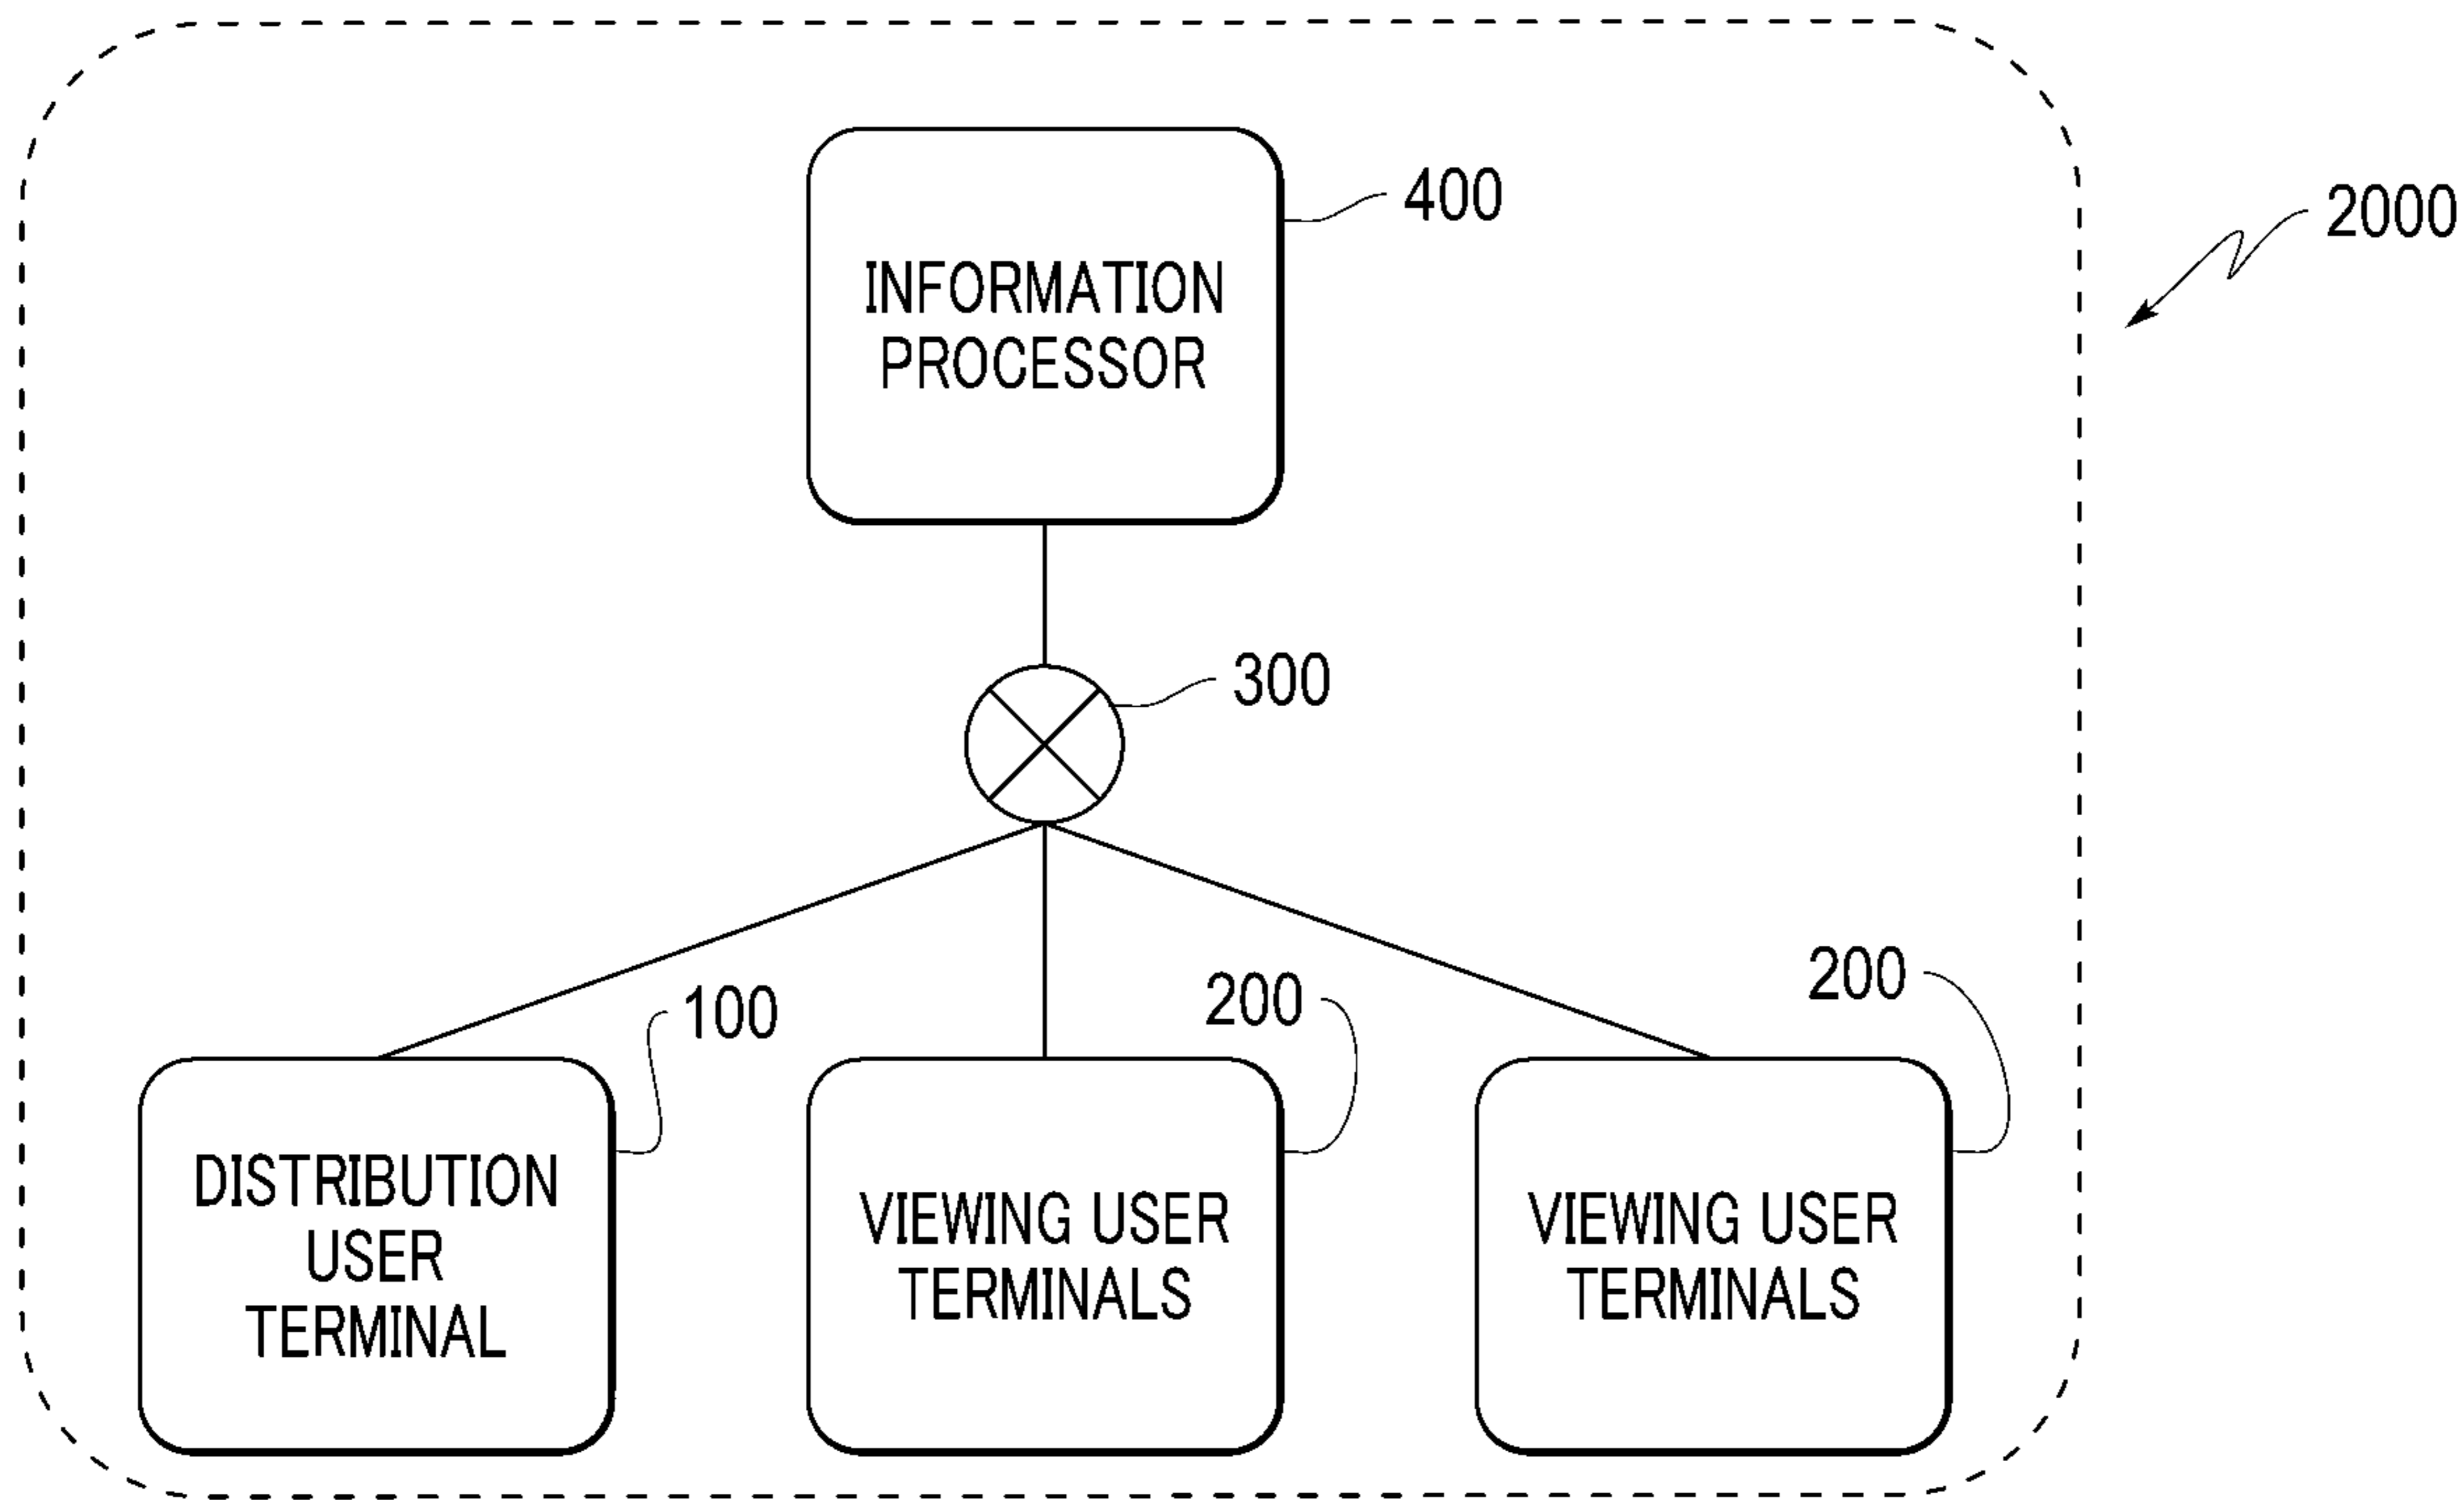 400
2000
INFORMATION
PROCESSOR
300
100
200
200
DISTRIBUTION
USER
TERMINAL
VIEWING USER
TERMINALS
VIEWING USER
TERMINALS